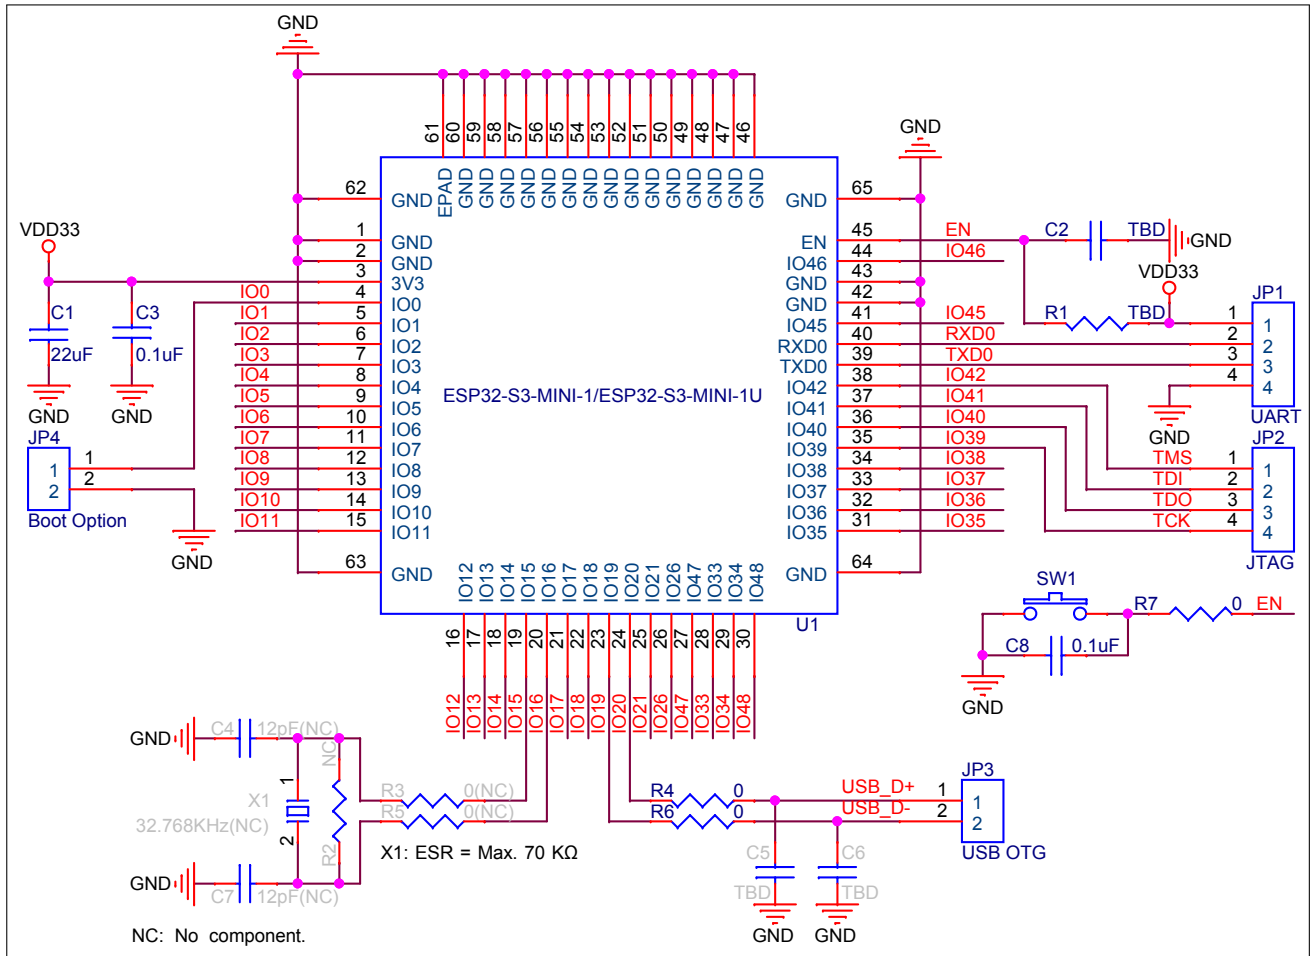 GND
61 60 59 58 57 56 55 54 53 52 51 50 49 48 47 46
EPAD GND GND GND GND GND GND GND GND GND GND GND GND GND GND GND
GND
62 GND GND 65
VDD33
1 GND EN 45 EN C2 TBD GND
2 GND IO46 44 IO46
3 3V3 GND 43 VDD33
IO0 4 IO0 GND 42 JP1
C1 C3 IO1 5 IO1 IO45 41 IO45 R1 TBD 1 1
22uF 0.1uF IO2 6 IO2 RXD0 40 RXD0 2 2
IO3 7 IO3 TXD0 39 TXD0 3 3
GND GND IO4 8 IO4 IO42 38 IO42 4 4
ESP32-S3-MINI-1/ESP32-S3-MINI-1U
IO5 9 IO5 IO41 37 IO41 UART
IO6 10 IO6 IO40 36 IO40 GND
JP4 IO7 11 IO7 IO39 35 IO39 JP2
1 1 IO8 12 IO8 IO38 34 IO38 TMS 1 1
2 2 IO9 13 IO9 IO37 33 IO37 TDI 2 2
IO10 14 IO10 IO36 32 IO36 TDO 3 3
Boot Option IO11 15 IO11 IO35 31 IO35 TCK 4 4
GND JTAG
63 GND GND 64
IO12 IO13 IO14 IO15 IO16 IO17 IO18 IO19 IO20 IO21 IO26 IO47 IO33 IO34 IO48
U1
16 17 18 19 20 21 22 23 24 25 26 27 28 29 30
IO12 IO13 IO14 IO15 IO16 IO17 IO18 IO19 IO20 IO21 IO26 IO47 IO33 IO34 IO48
SW1
R7 0 EN
C8 0.1uF
GND
GND C4 12pF(NC)
NC
1
X1
32.768KHz(NC)
2
R2
R3 0(NC)
R5 0(NC)
X1: ESR = Max. 70 KΩ
GND C7 12pF(NC)
NC: No component.
JP3
R4 0 USB_D+ 1 1
R6 0 USB_D- 2 2
USB OTG
C5 C6
TBD TBD
GND GND